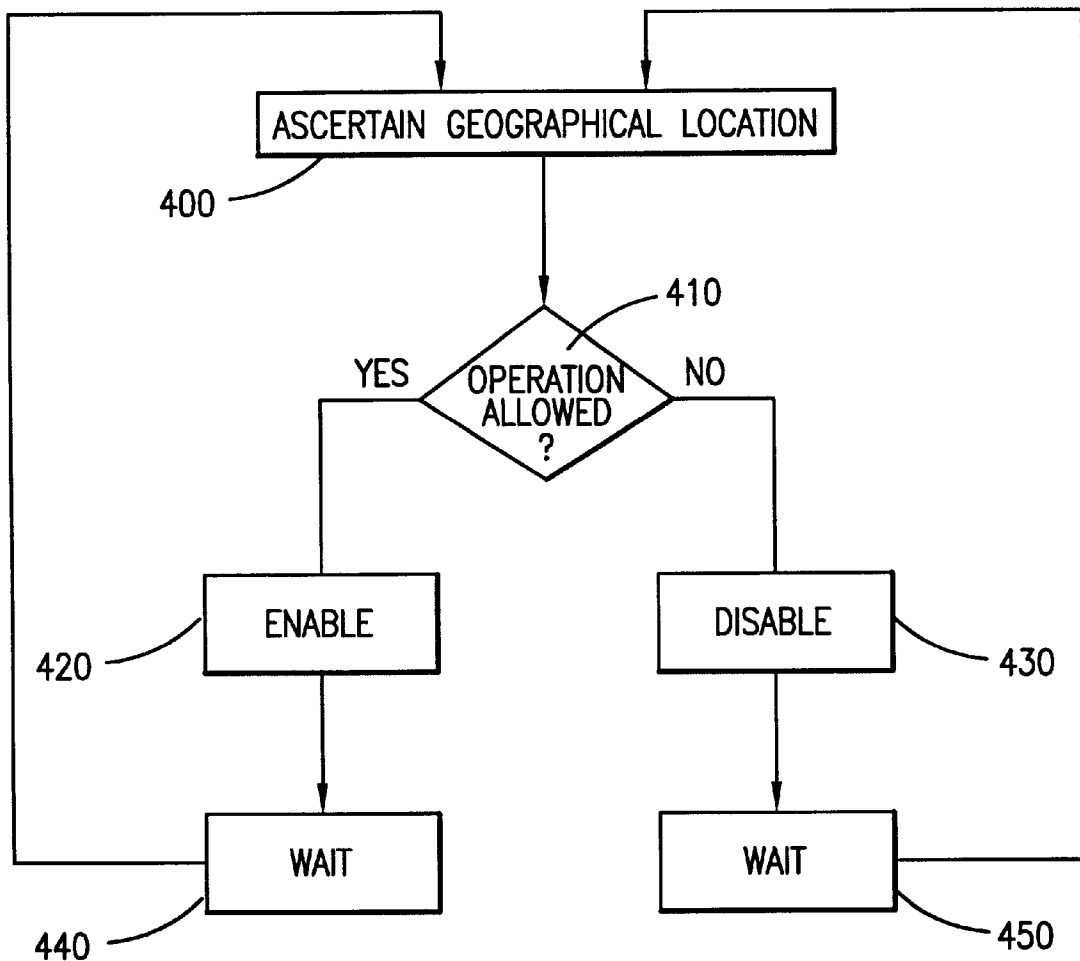 ASCERTAIN GEOGRAPHICAL LOCATION
400
410
YES
NO
OPERATION
ALLOWED
?
ENABLE
DISABLE
420
430
WAIT
WAIT
440
450